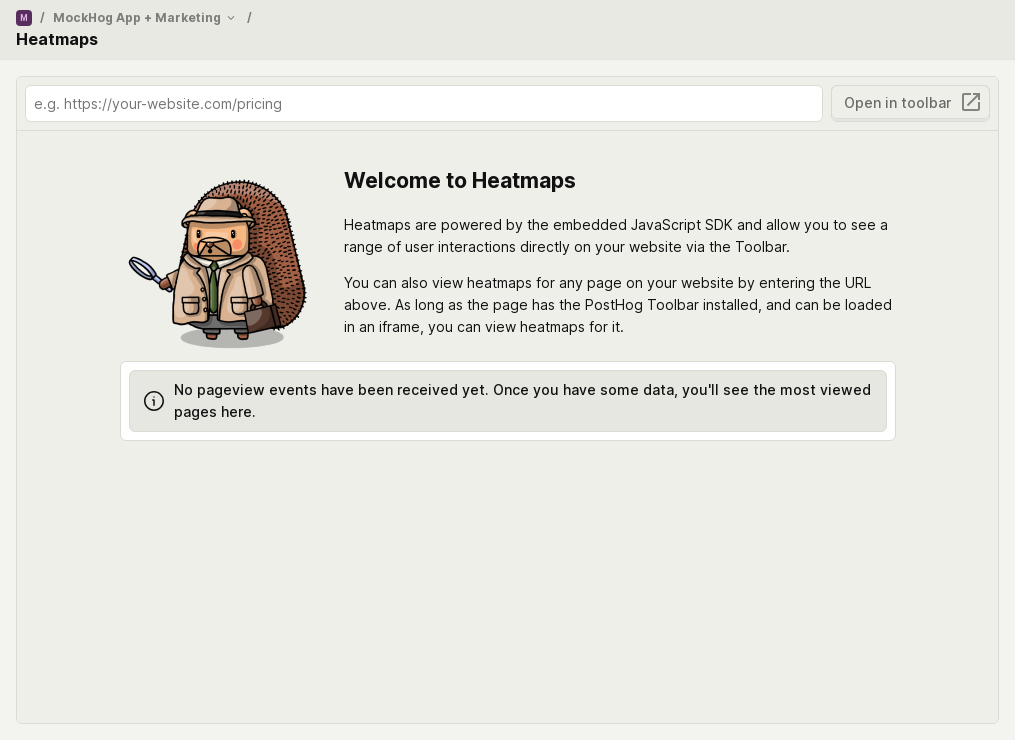 M / MockHog App + Marketing /
Heatmaps
e.g. https://your-website.com/pricing
Open in toolbar
Welcome to Heatmaps
Heatmaps are powered by the embedded JavaScript SDK and allow you to see a
range of user interactions directly on your website via the Toolbar.
You can also view heatmaps for any page on your website by entering the URL
above. As long as the page has the PostHog Toolbar installed, and can be loaded
in an iframe, you can view heatmaps for it.
No pageview events have been received yet. Once you have some data, you'll see the most viewed
pages here.